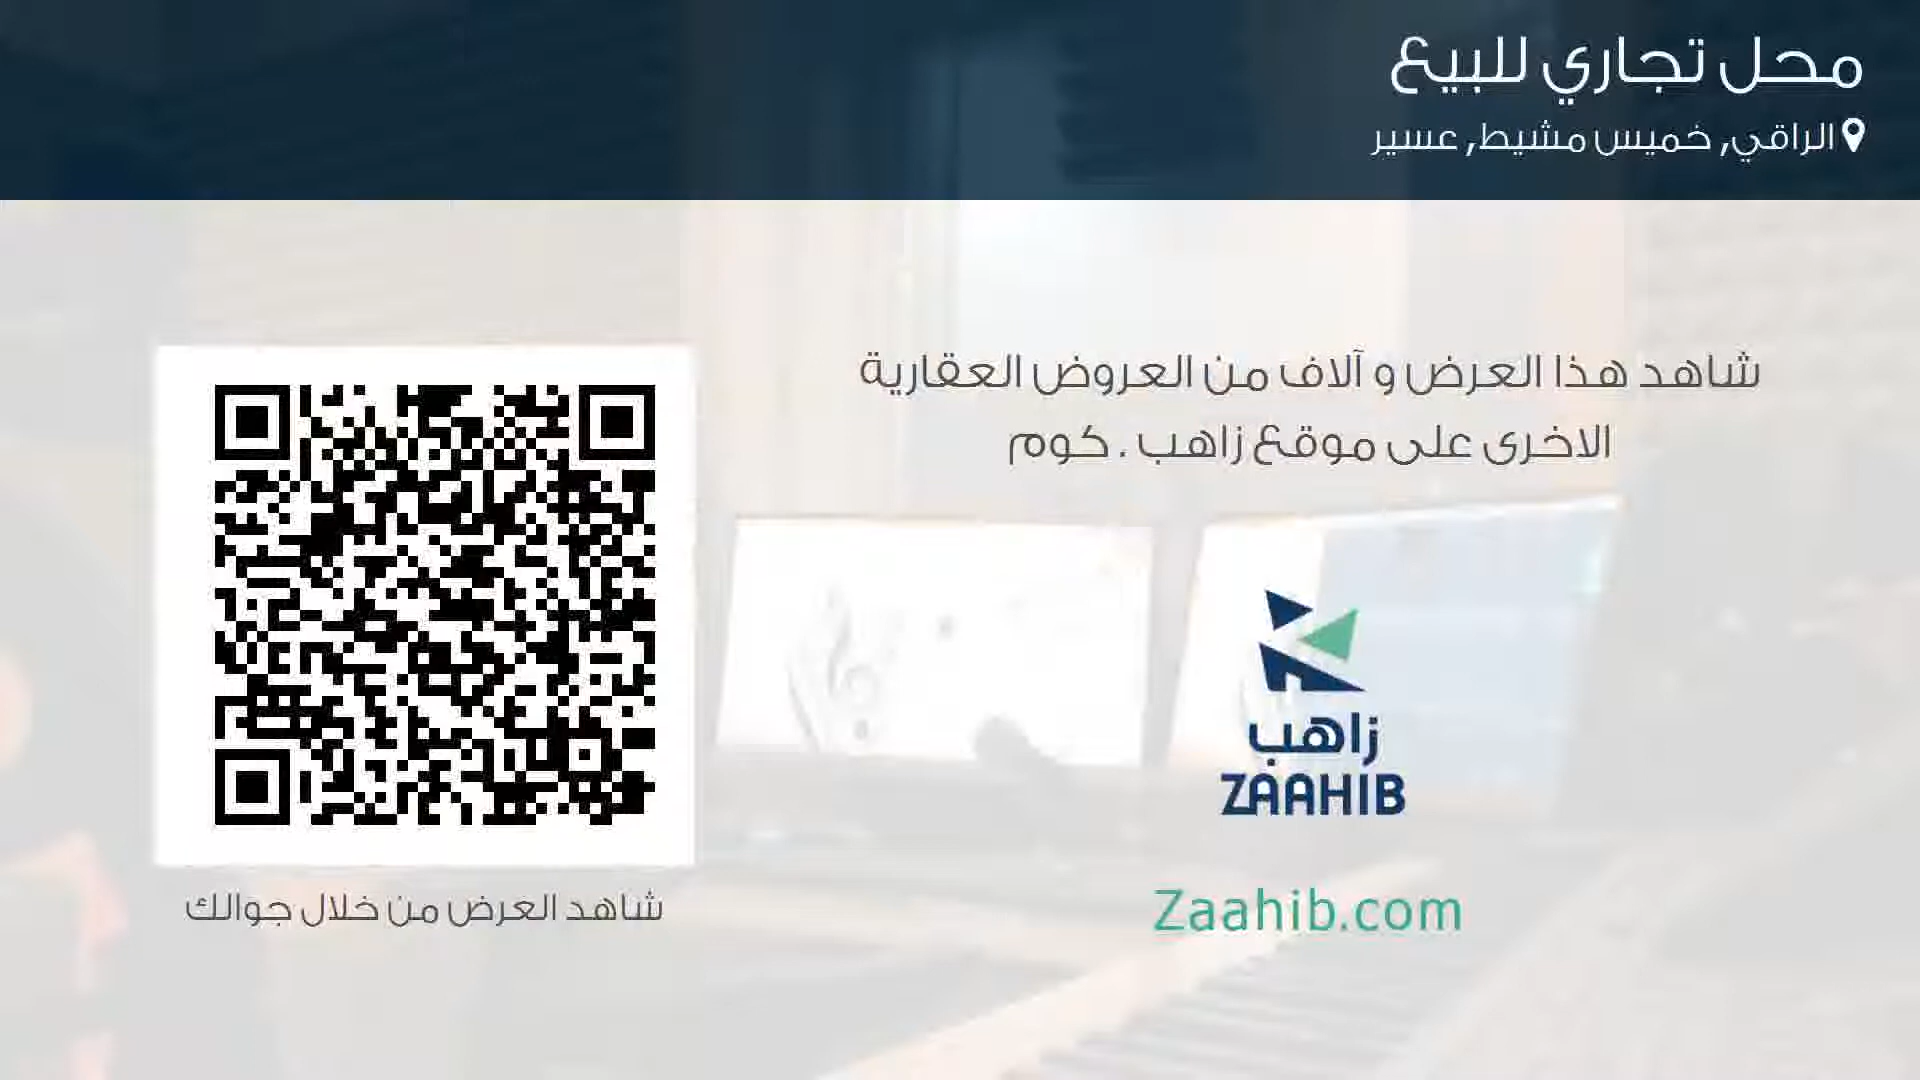 محل تجاري للبيع
الراقي, خميس مشيط, عسير
شاهد هذا العرض و آلاف من العروض العقارية
الاخرى على موقع زاهب . كوم
زاهب
ZAAHIB
Zaahib.com
شاهد العرض من خلال جوالك